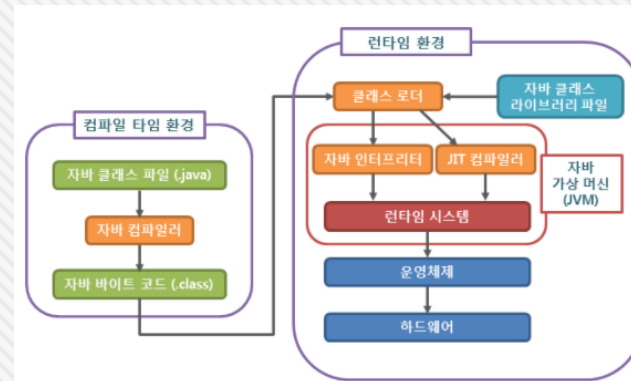 런타임 환경
클래스 로더
자바 클래스
라이브러리 파일
컴파일 타임 환경
자바 클래스 파일 (.java)
자바 컴파일러
자바 바이트 코드 (.class)
자바 인터프리터
JIT 컴파일러
자바
가상 머신
(JVM)
런타임 시스템
운영체제
하드웨어